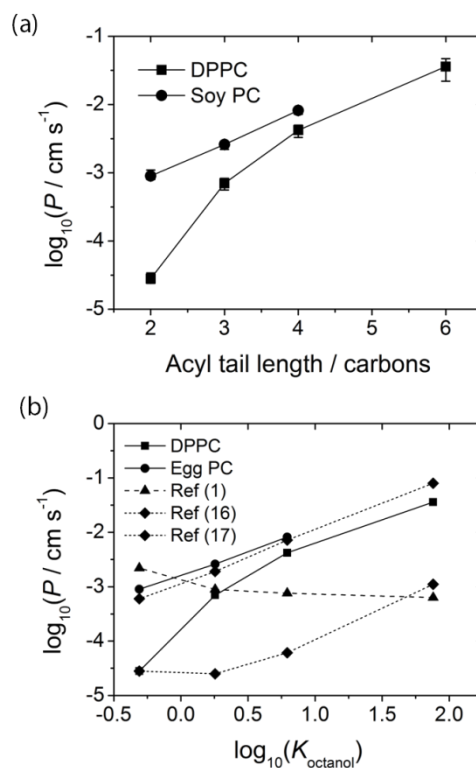 (a)
-1
-2
-3
-4
-5
log10(P / cm s⁻¹)
DPPC
Soy PC
2 3 4 5 6
Acyl tail length / carbons
(b)
0
-1
-2
-3
-4
-5
log10(P / cm s⁻¹)
DPPC
Egg PC
Ref (1)
Ref (16)
Ref (17)
-0.5 0.0 0.5 1.0 1.5 2.0
log10(Koctanol)